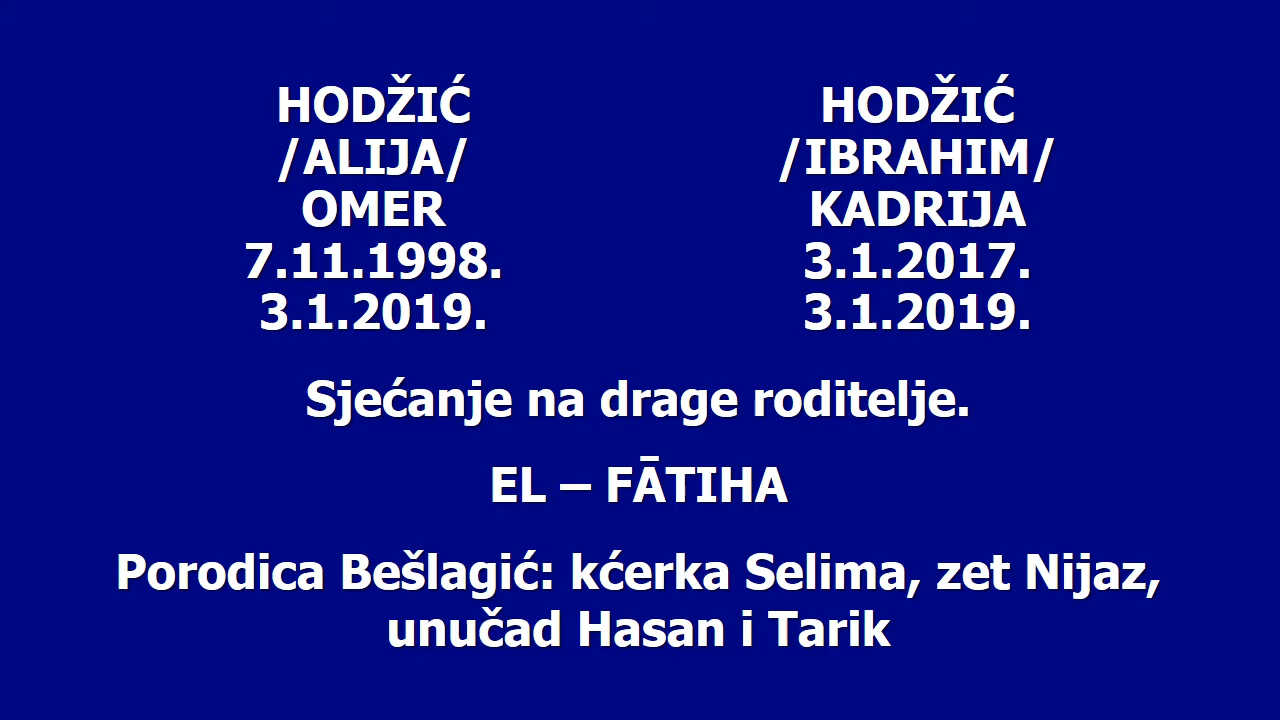 HODŽIĆ
/ALIJA/
OMER
7.11.1998.
3.1.2019.
HODŽIĆ
/IBRAHIM/
KADRIJA
3.1.2017.
3.1.2019.
Sjećanje na drage roditelje.
EL – FĀTIHA
Porodica Bešlagić: kćerka Selima, zet Nijaz,
unučad Hasan i Tarik